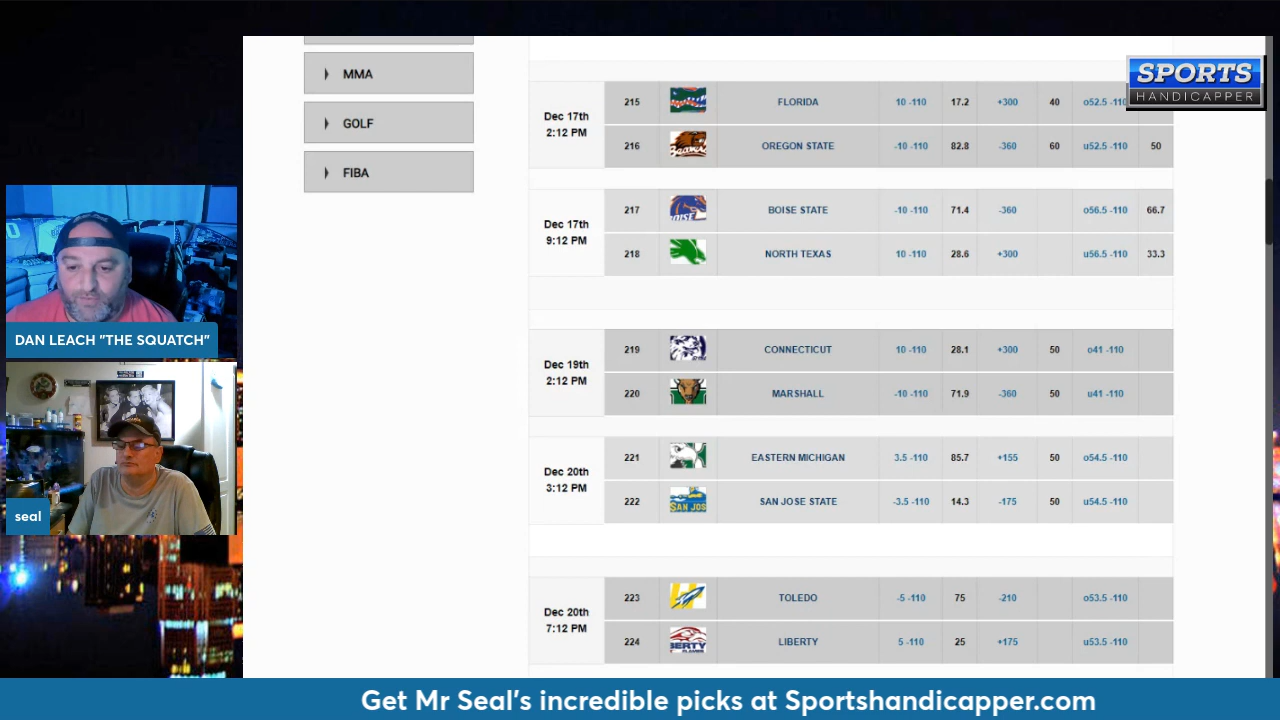 MMA
GOLF
FIBA
SPORTS
HANDICAPPER
Dec 17th
2:12 PM
215 FLORIDA 10 -110 17.2 +300 40 o52.5 -110
216 OREGON STATE -10 -110 82.8 -360 60 u52.5 -110 50
Dec 17th
9:12 PM
217 BOISE STATE -10 -110 71.4 -360 o56.5 -110 66.7
218 NORTH TEXAS 10 -110 28.6 +300 u56.5 -110 33.3
Dec 19th
2:12 PM
219 CONNECTICUT 10 -110 28.1 +300 50 o41 -110
220 MARSHALL -10 -110 71.9 -360 50 u41 -110
Dec 20th
3:12 PM
221 EASTERN MICHIGAN 3.5 -110 85.7 +155 50 o54.5 -110
222 SAN JOSE STATE -3.5 -110 14.3 -175 50 u54.5 -110
SAN JOS
Dec 20th
7:12 PM
223 TOLEDO -5 -110 75 -210 o53.5 -110
224 LIBERTY 5 -110 25 +175 u53.5 -110
DAN LEACH "THE SQUATCH"
seal
Get Mr Seal's incredible picks at Sportshandicapper.com